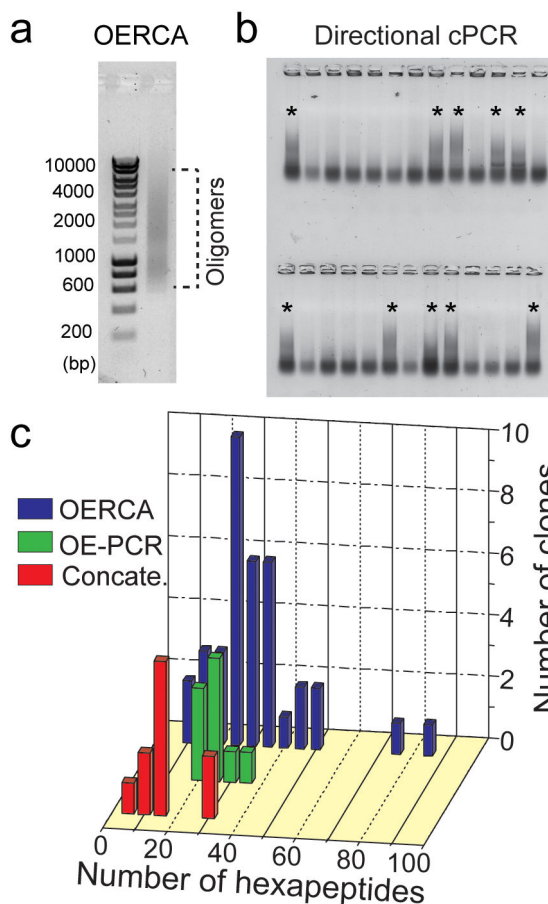 a
OERCA
10000
4000
2000
1000
600
200
(bp)
Oligomers
b
Directional cPCR
* * * * *
* * * * *
c
OERCA
OE-PCR
Concate.
10
8
6
4
2
0
Number of clones
0 20 40 60 80 100
Number of hexapeptides